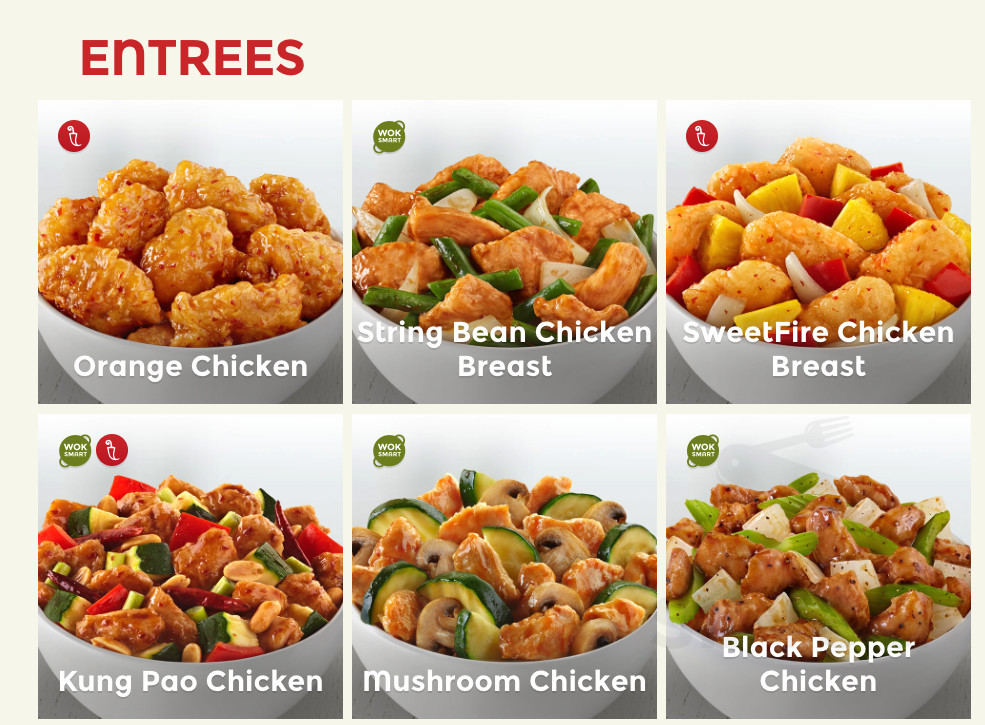 ENTREES
WOK
SMART
Orange Chicken
String Bean Chicken
Breast
SweetFire Chicken
Breast
WOK
SMART
WOK
SMART
WOK
SMART
Kung Pao Chicken
Mushroom Chicken
Black Pepper
Chicken